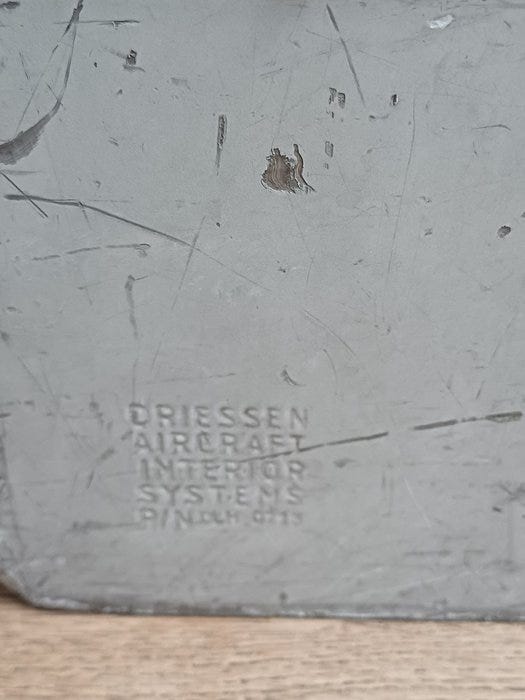 DRIESSEN
AIRCRAFT
INTERIOR
SYSTEMS
P/N